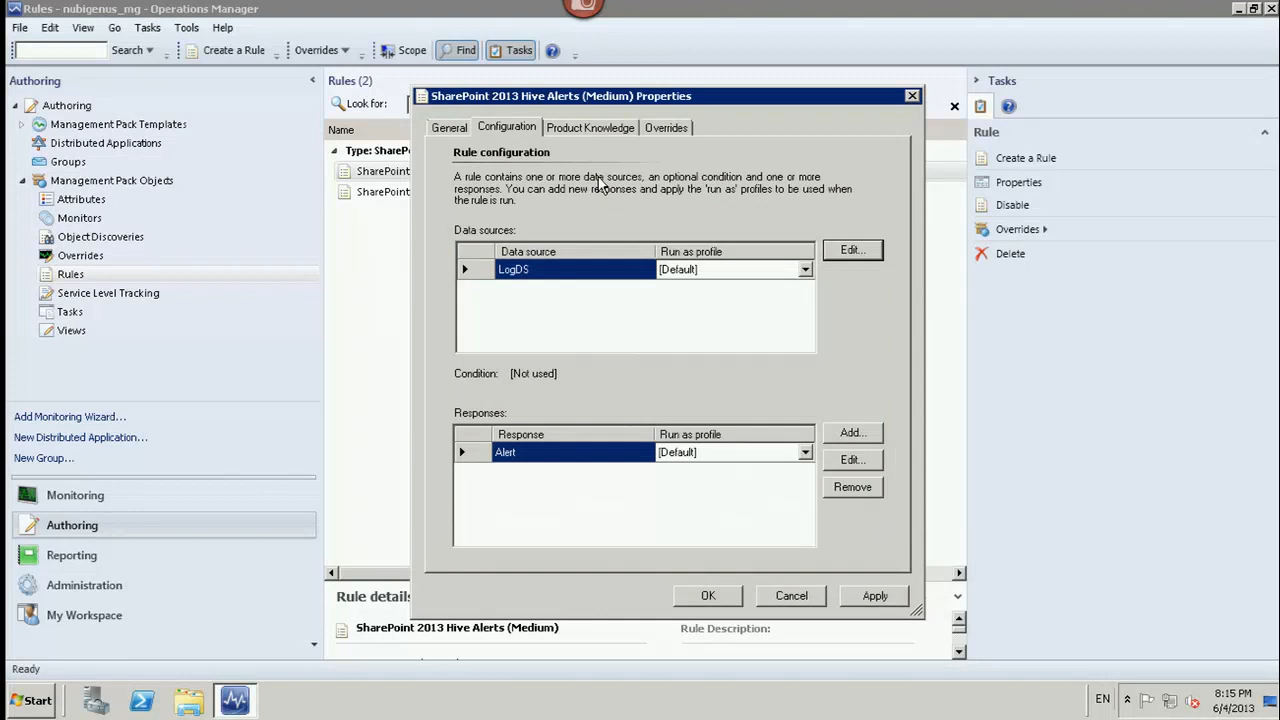 Rules - nubigenus_mg - Operations Manager
File Edit View Go Tasks Tools Help
Search Create a Rule Overrides Scope Find Tasks
Authoring
Authoring
Management Pack Templates
Distributed Applications
Groups
Management Pack Objects
Attributes
Monitors
Object Discoveries
Overrides
Rules
Service Level Tracking
Tasks
Views
Add Monitoring Wizard...
New Distributed Application...
New Group...
Monitoring
Authoring
Reporting
Administration
My Workspace
Ready
Rules (2)
Look for:
Name
Type: ShareP
SharePoint
SharePoint
SharePoint 2013 Hive Alerts (Medium) Properties
General Configuration Product Knowledge Overrides
Rule configuration
A rule contains one or more data sources, an optional condition and one or more
responses. You can add new responses and apply the 'run as' profiles to be used when
the rule is run.
Data sources:
Data source Run as profile
LogDS [Default]
Edit...
Condition: [Not used]
Responses:
Response Run as profile
Alert [Default]
Add...
Edit...
Remove
OK Cancel Apply
Rule details
SharePoint 2013 Hive Alerts (Medium) Rule Description:
Tasks
Rule
Create a Rule
Properties
Disable
Overrides
Delete
Start
EN
8:15 PM
6/4/2013